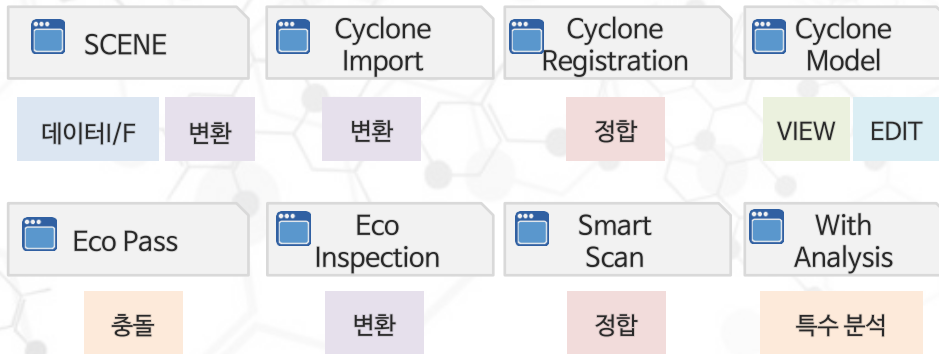 SCENE
Cyclone
Import
Cyclone
Registration
Cyclone
Model
데이터I/F
변환
변환
정합
VIEW
EDIT
Eco Pass
Eco
Inspection
Smart
Scan
With
Analysis
충돌
변환
정합
특수 분석